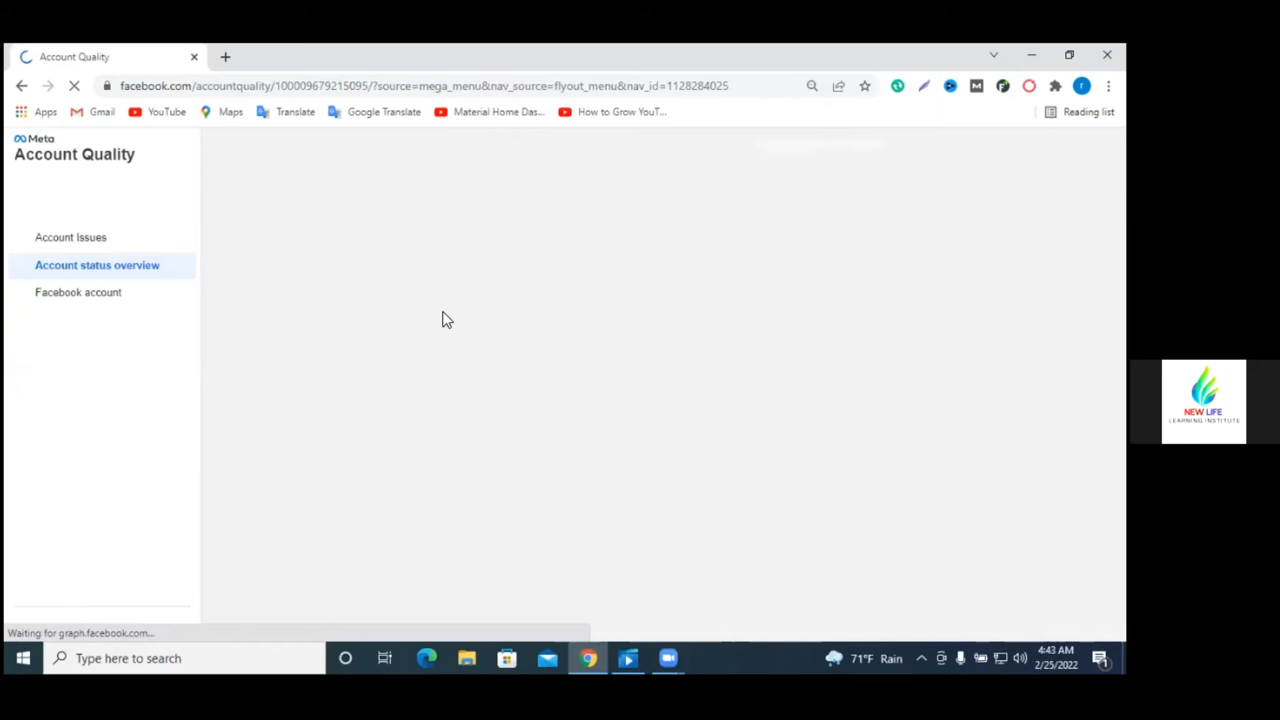 Account Quality
facebook.com/accountquality/100009679215095/?source=mega_menu&nav_source=flyout_menu&nav_id=1128284025
Apps
Gmail
YouTube
Maps
Translate
Google Translate
Material Home Das...
How to Grow YouT...
Reading list
Meta
Account Quality
Account Issues
Account status overview
Facebook account
NEW LIFE
LEARNING INSTITUTE
Waiting for graph.facebook.com...
Type here to search
71°F Rain
4:43 AM
2/25/2022